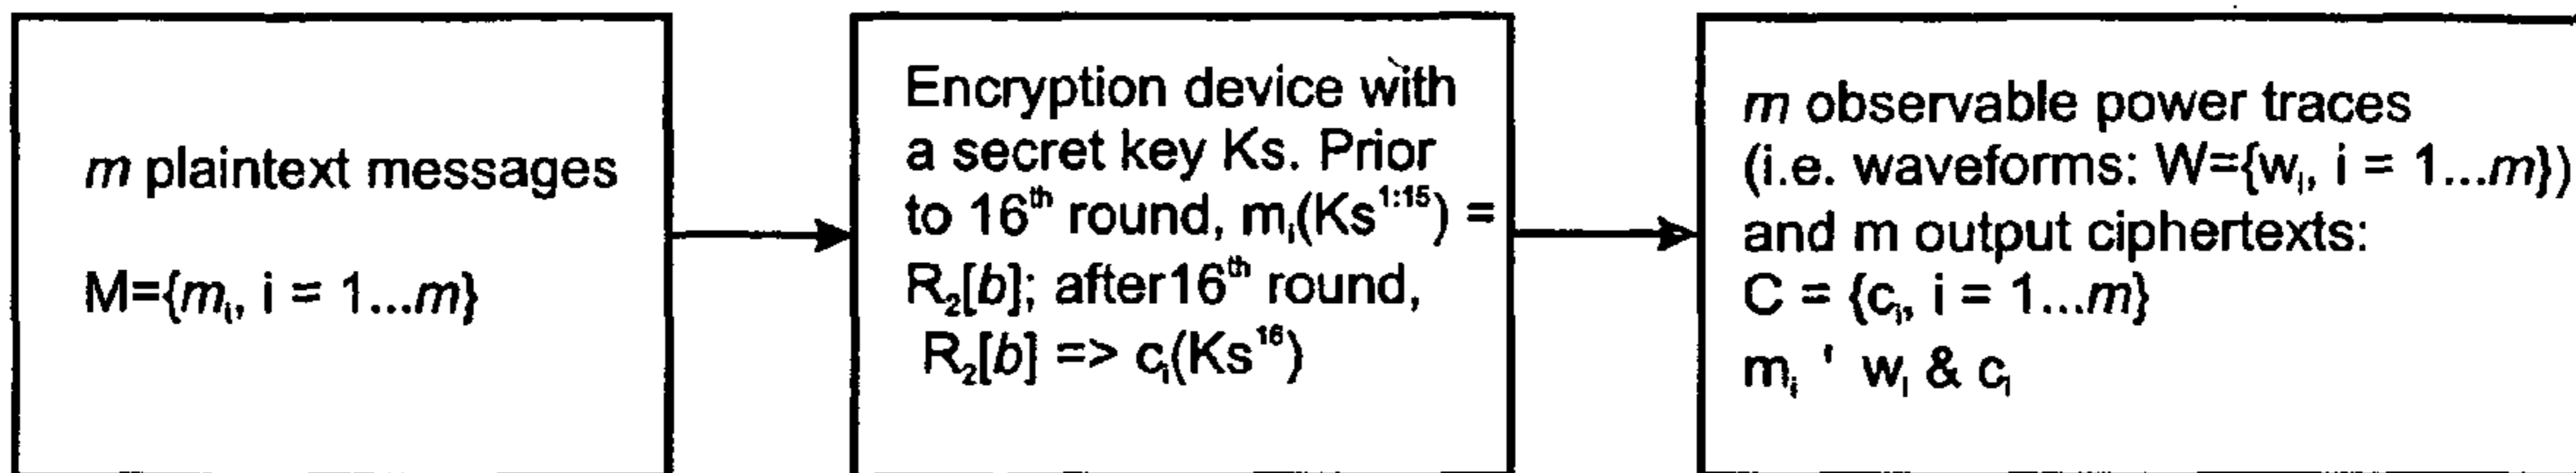 m plaintext messages
M={mᵢ, i = 1...m}
Encryption device with
a secret key Ks. Prior
to 16ᵗʰ round, mᵢ(Ks¹:¹⁵) =
R₂[b]; after16ᵗʰ round,
R₂[b] => cᵢ(Ks¹⁶)
m observable power traces
(i.e. waveforms: W={wᵢ, i = 1...m})
and m output ciphertexts:
C = {cᵢ, i = 1...m}
mᵢ ' wᵢ & cᵢ